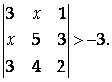 |3 x 1|
|x 5 3| > -3.
|3 4 2|